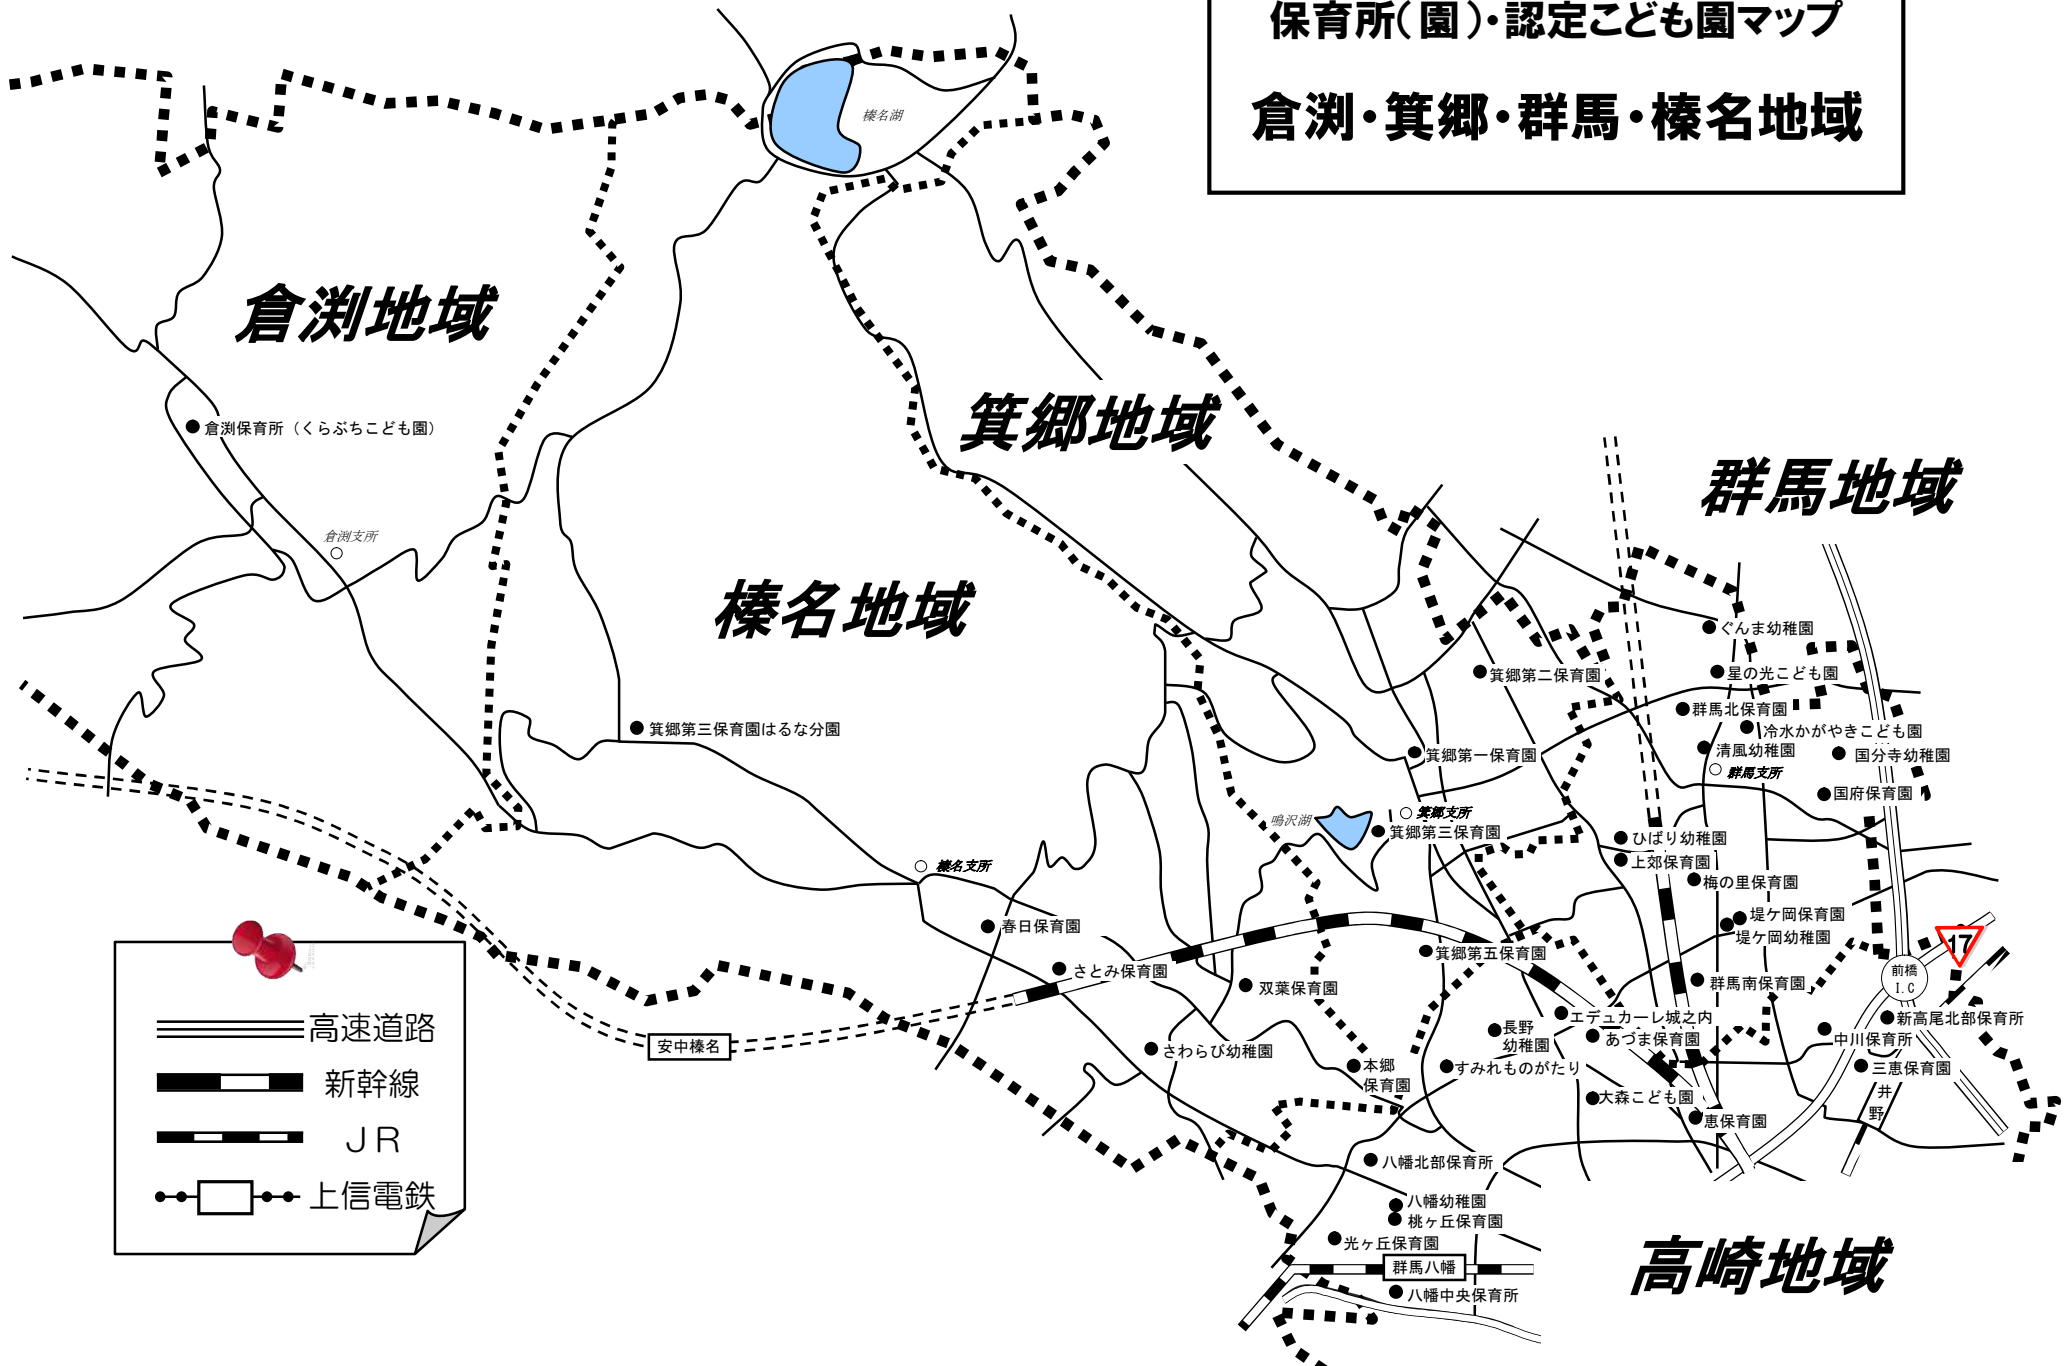 保育所(園)・認定こども園マップ
倉渕・箕郷・群馬・榛名地域
榛名湖
倉渕地域
箕郷地域
倉渕保育所（くらぶちこども園）
群馬地域
倉渕支所
榛名地域
ぐんま幼稚園
箕郷第二保育園
星の光こども園
群馬北保育園
箕郷第三保育園はるな分園
冷水かがやきこども園
清風幼稚園
箕郷第一保育園
国分寺幼稚園
群馬支所
国府保育園
箕郷支所
鳴沢湖
箕郷第三保育園
ひばり幼稚園
上郊保育園
榛名支所
梅の里保育園
堤ケ岡保育園
春日保育園
堤ケ岡幼稚園
17
箕郷第五保育園
さとみ保育園
前橋
I.C
群馬南保育園
双葉保育園
エデュカーレ城之内
新高尾北部保育所
高速道路
長野
幼稚園
あづま保育園
中川保育所
安中榛名
さわらび幼稚園
本郷
保育園
すみれものがたり
三恵保育園
新幹線
大森こども園
井
野
恵保育園
ＪＲ
八幡北部保育所
上信電鉄
八幡幼稚園
桃ヶ丘保育園
光ヶ丘保育園
群馬八幡
高崎地域
八幡中央保育所